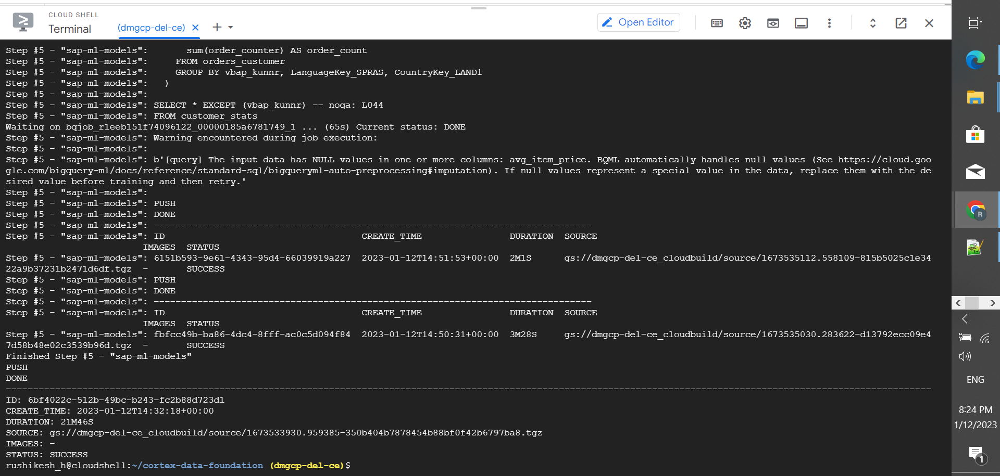 CLOUD SHELL
Terminal
(dmgcp-del-ce)
Open Editor
Step #5 - "sap-ml-models":       sum(order_counter) AS order_count
Step #5 - "sap-ml-models":     FROM orders_customer
Step #5 - "sap-ml-models":     GROUP BY vbap_kunnr, LanguageKey_SPRAS, CountryKey_LAND1
Step #5 - "sap-ml-models":   )
Step #5 - "sap-ml-models":
Step #5 - "sap-ml-models": SELECT * EXCEPT (vbap_kunnr) -- noqa: L044
Step #5 - "sap-ml-models": FROM customer_stats
Waiting on bqjob_r1eeb151f74096122_00000185a6781749_1 ... (65s) Current status: DONE
Step #5 - "sap-ml-models": Warning encountered during job execution:
Step #5 - "sap-ml-models":
Step #5 - "sap-ml-models": b'[query] The input data has NULL values in one or more columns: avg_item_price. BQML automatically handles null values (See https://cloud.goo
gle.com/bigquery-ml/docs/reference/standard-sql/bigqueryml-auto-preprocessing#imputation). If null values represent a special value in the data, replace them with the de
sired value before training and then retry.'
Step #5 - "sap-ml-models":
Step #5 - "sap-ml-models": PUSH
Step #5 - "sap-ml-models": DONE
Step #5 - "sap-ml-models": --------------------------------------------------------------------------------
Step #5 - "sap-ml-models": ID                                    CREATE_TIME                DURATION  SOURCE
                         IMAGES  STATUS
Step #5 - "sap-ml-models": 6151b593-9e61-4343-95d4-66039919a227  2023-01-12T14:51:53+00:00  2M1S      gs://dmgcp-del-ce_cloudbuild/source/1673535112.558109-815b5025c1e34
22a9b37231b2471d6df.tgz  -       SUCCESS
Step #5 - "sap-ml-models": PUSH
Step #5 - "sap-ml-models": DONE
Step #5 - "sap-ml-models": --------------------------------------------------------------------------------
Step #5 - "sap-ml-models": ID                                    CREATE_TIME                DURATION  SOURCE
                         IMAGES  STATUS
Step #5 - "sap-ml-models": fbfcc49b-ba86-4dc4-8fff-ac0c5d094f84  2023-01-12T14:50:31+00:00  3M28S     gs://dmgcp-del-ce_cloudbuild/source/1673535030.283622-d13792ecc09e4
7d58b48e02c3539b96d.tgz  -       SUCCESS
Finished Step #5 - "sap-ml-models"
PUSH
DONE
-------------------------------------------------------------------------------------------------------------------------------------------------------------------------
ID: 6bf4022c-512b-49bc-b243-fc2b88d723d1
CREATE_TIME: 2023-01-12T14:32:18+00:00
DURATION: 21M46S
SOURCE: gs://dmgcp-del-ce_cloudbuild/source/1673533930.959385-350b404b7878454b88bf0f42b6797ba8.tgz
IMAGES: -
STATUS: SUCCESS
rushikesh_h@cloudshell:~/cortex-data-foundation (dmgcp-del-ce)$
R
ENG
8:24 PM
1/12/2023
1